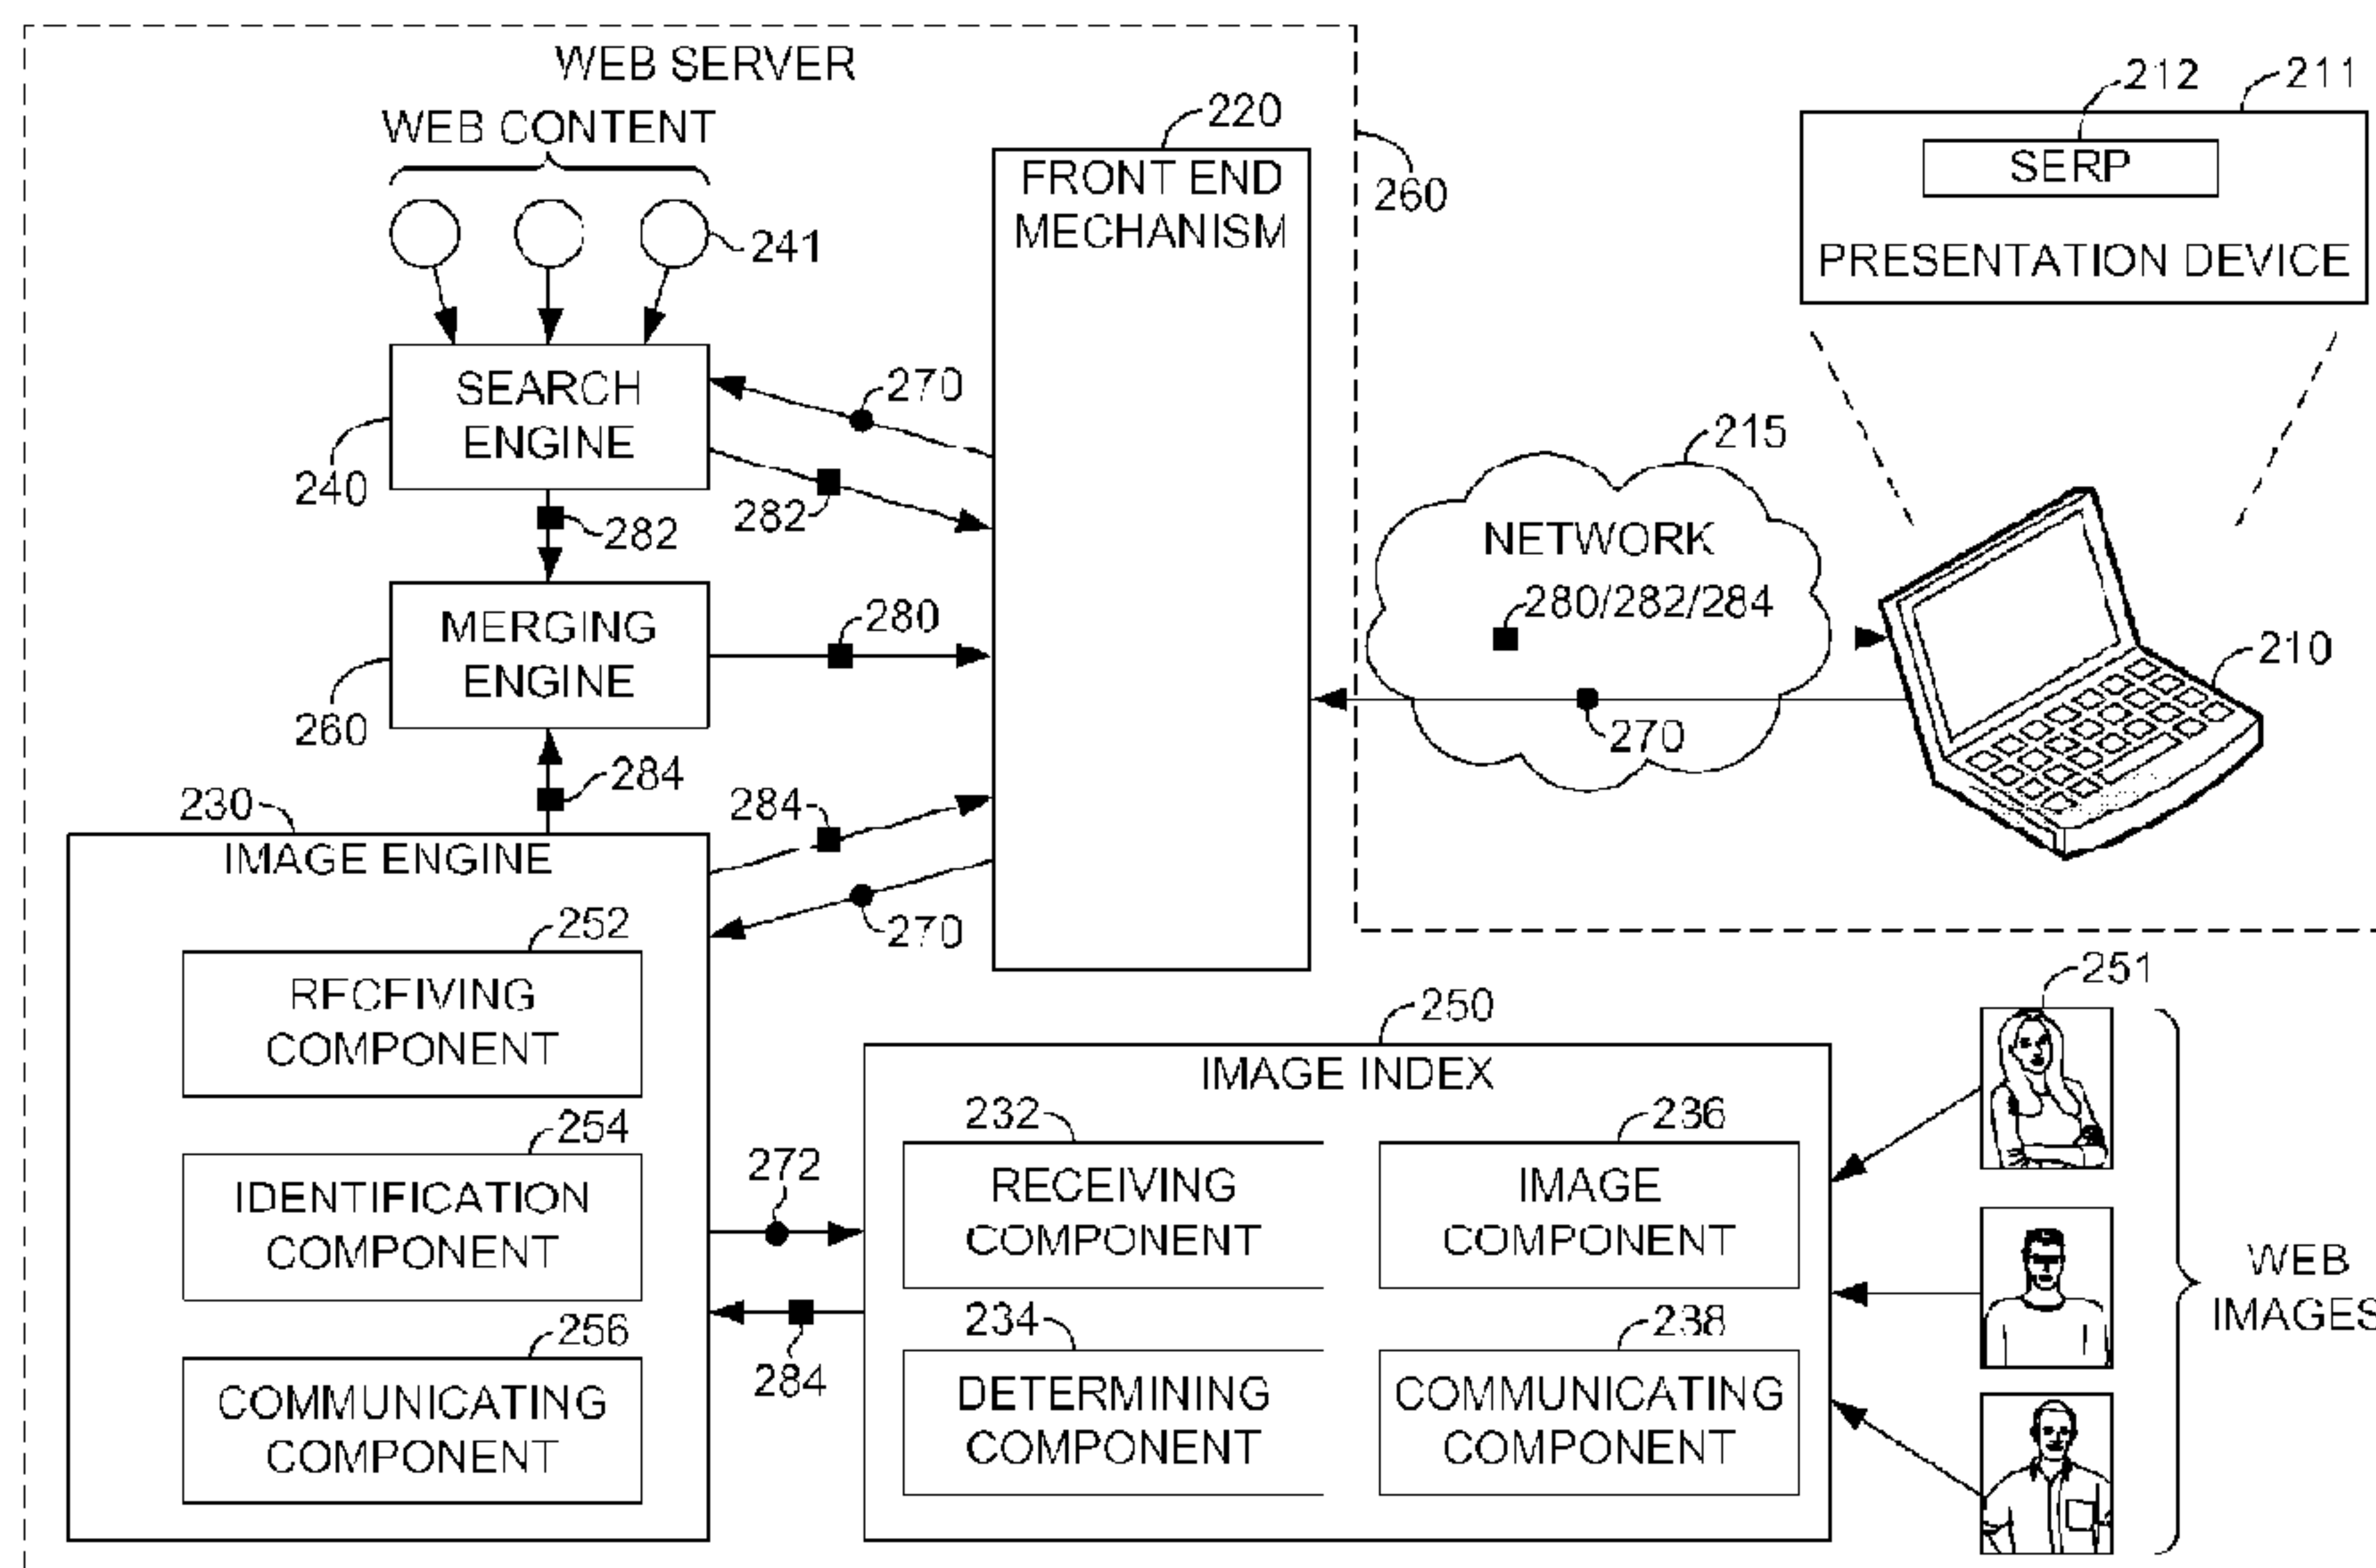 WEB SERVER
WEB CONTENT
241
220
FRONT END
MECHANISM
260
212
211
SERP
PRESENTATION DEVICE
SEARCH
ENGINE
240
270
282
282
MERGING
ENGINE
260
280
284
230
284
270
215
NETWORK
280/282/284
270
210
IMAGE ENGINE
252
RECEIVING
COMPONENT
254
IDENTIFICATION
COMPONENT
256
COMMUNICATING
COMPONENT
272
284
250
IMAGE INDEX
232
RECEIVING
COMPONENT
236
IMAGE
COMPONENT
234
DETERMINING
COMPONENT
238
COMMUNICATING
COMPONENT
251
WEB
IMAGES